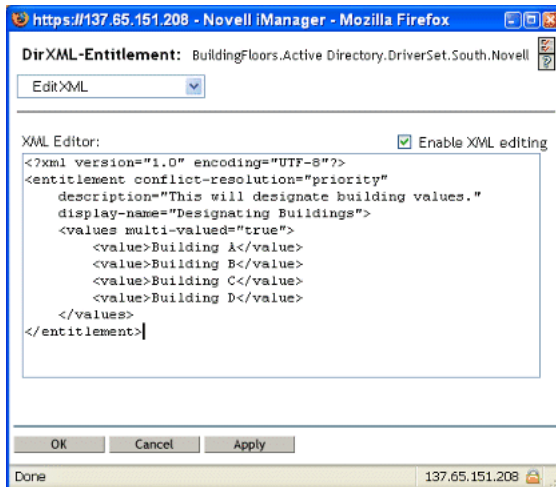 https://137.65.151.208 - Novell iManager - Mozilla Firefox
DirXML-Entitlement: BuildingFloors.Active Directory.DriverSet.South.Novell
Edit XML
XML Editor:
Enable XML editing
<?xml version="1.0" encoding="UTF-8"?>
<entitlement conflict-resolution="priority"
    description="This will designate building values."
    display-name="Designating Buildings">
    <values multi-valued="true">
        <value>Building A</value>
        <value>Building B</value>
        <value>Building C</value>
        <value>Building D</value>
    </values>
</entitlement>
OK Cancel Apply
Done 137.65.151.208